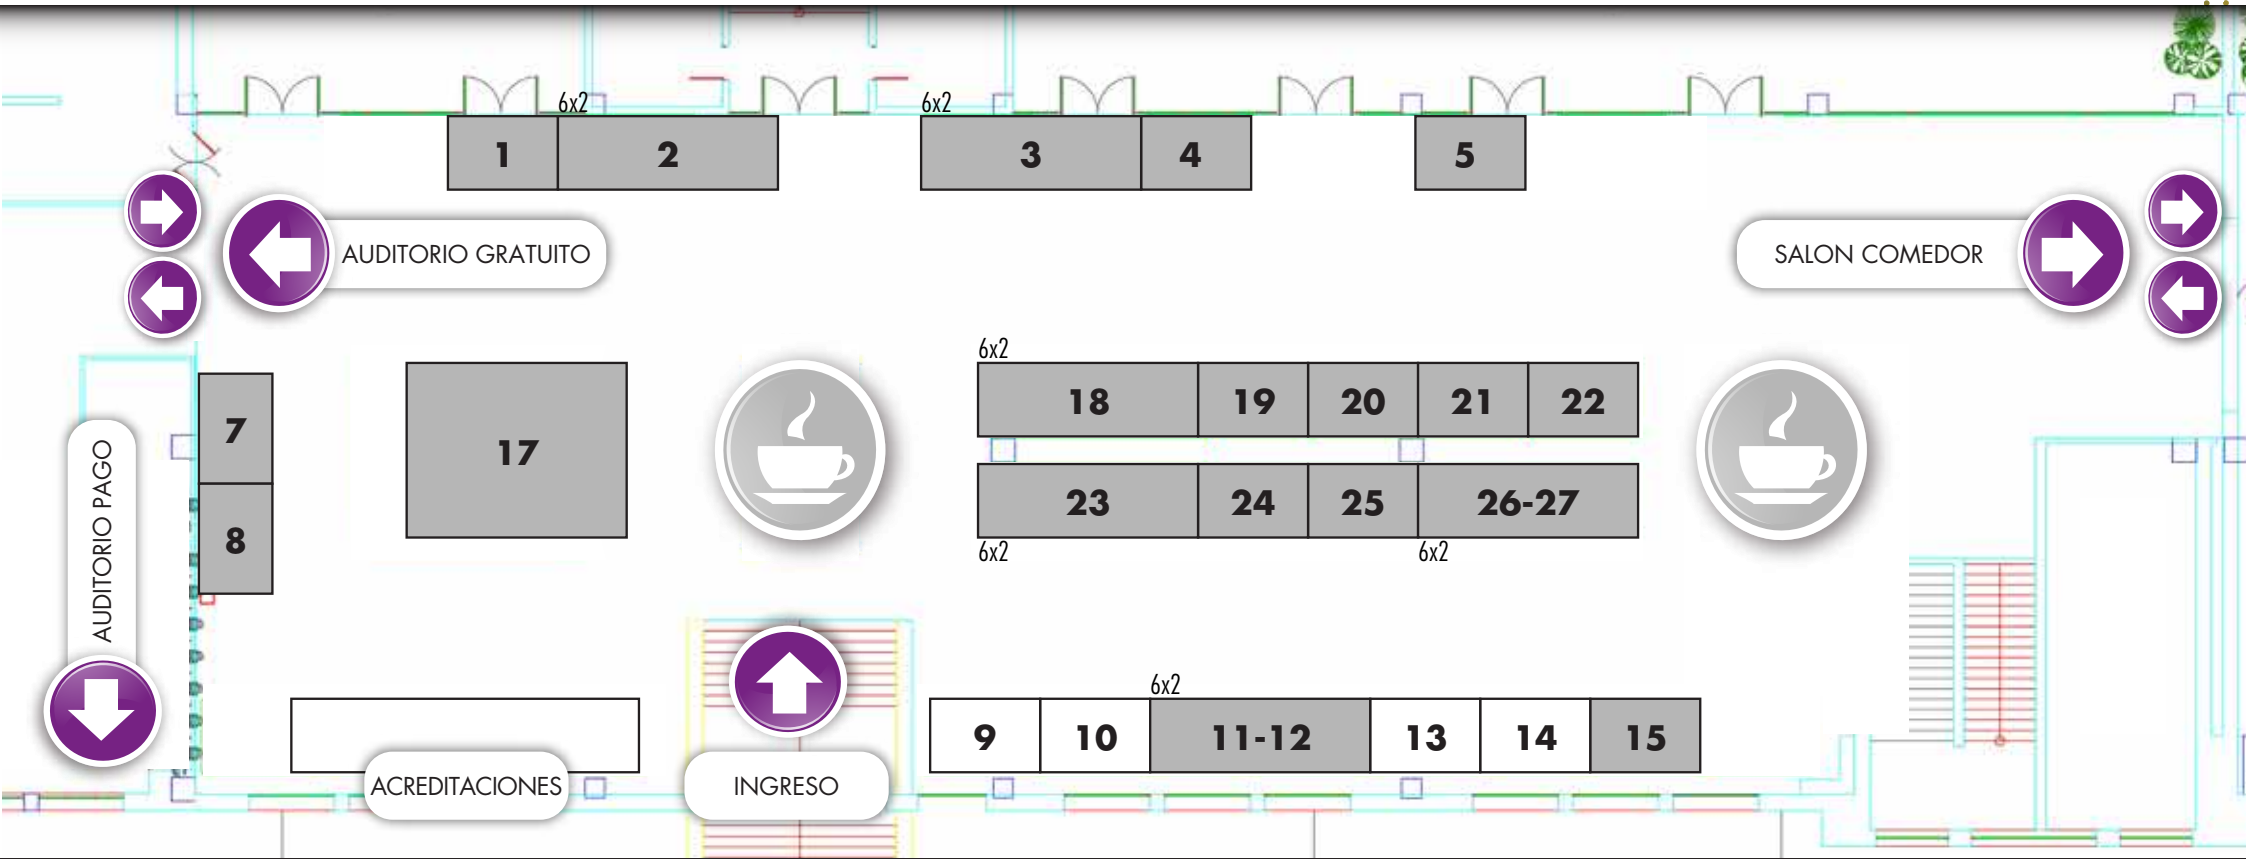 6x2
6x2
1
2
3
4
5
AUDITORIO GRATUITO
SALON COMEDOR
6x2
18
19
20
21
22
7
17
8
23
24
25
26-27
6x2
6x2
AUDITORIO PAGO
6x2
9
10
11-12
13
14
15
ACREDITACIONES
INGRESO